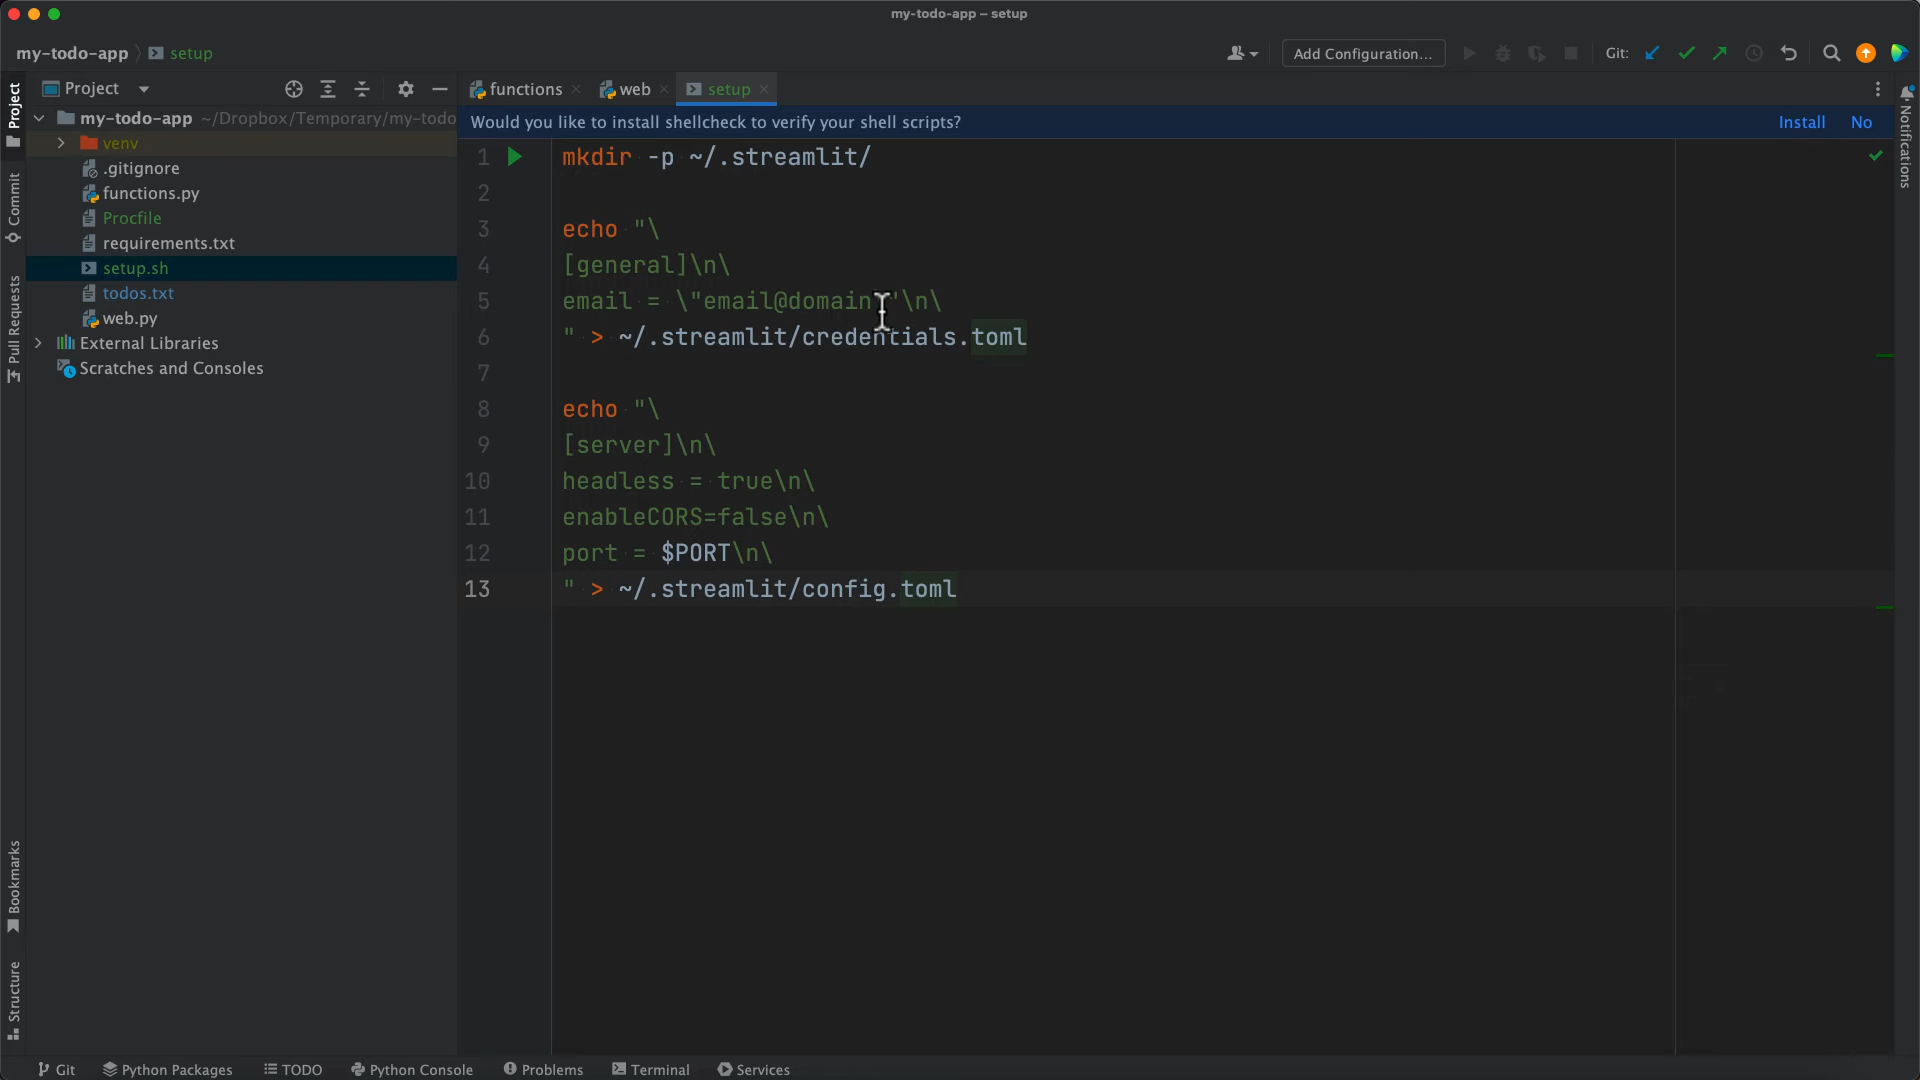 my-todo-app – setup
my-todo-app setup
Add Configuration...
Git:
Project
functions
web
setup
Would you like to install shellcheck to verify your shell scripts?
Install No
my-todo-app ~/Dropbox/Temporary/my-todo
venv
.gitignore
functions.py
Procfile
requirements.txt
setup.sh
todos.txt
web.py
External Libraries
Scratches and Consoles
1 mkdir -p ~/.streamlit/
2
3 echo "\
4 [general]\n\
5 email = \"email@domain\"\n\
6 " > ~/.streamlit/credentials.toml
7
8 echo "\
9 [server]\n\
10 headless = true\n\
11 enableCORS=false\n\
12 port = $PORT\n\
13 " > ~/.streamlit/config.toml
Project
Commit
Pull Requests
Bookmarks
Structure
Notifications
Git
Python Packages
TODO
Python Console
Problems
Terminal
Services